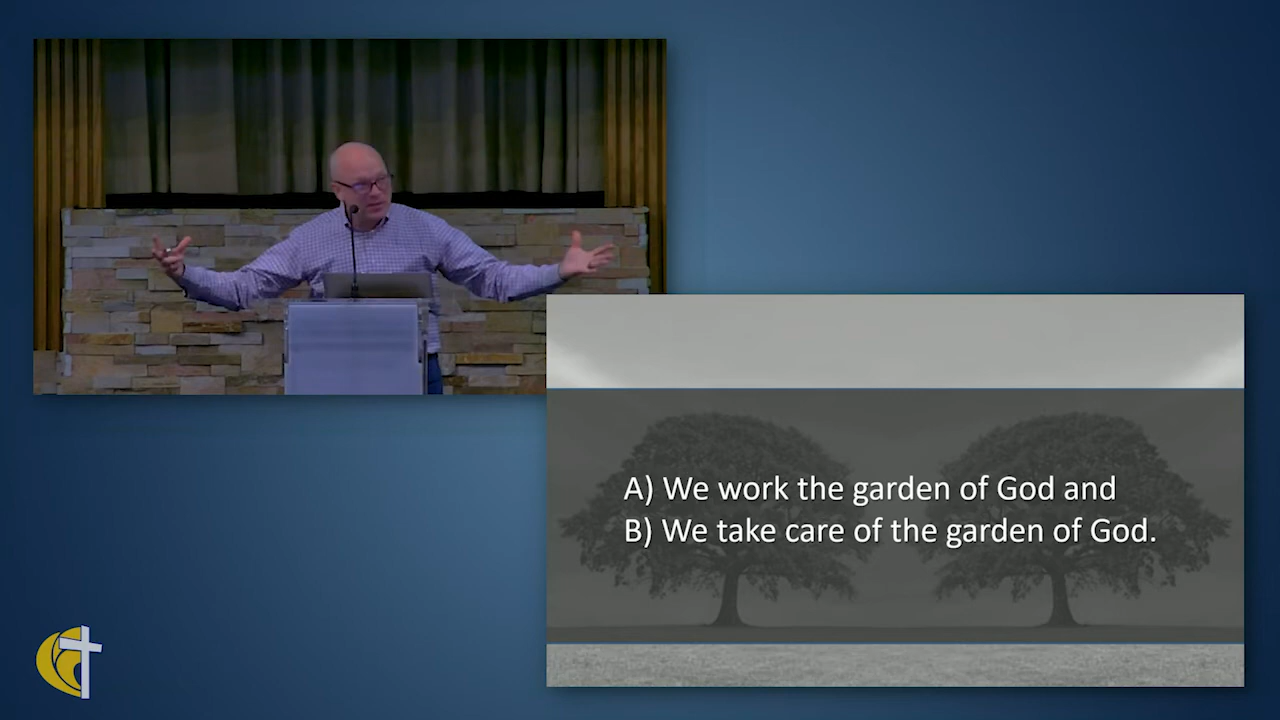 A) We work the garden of God and
B) We take care of the garden of God.